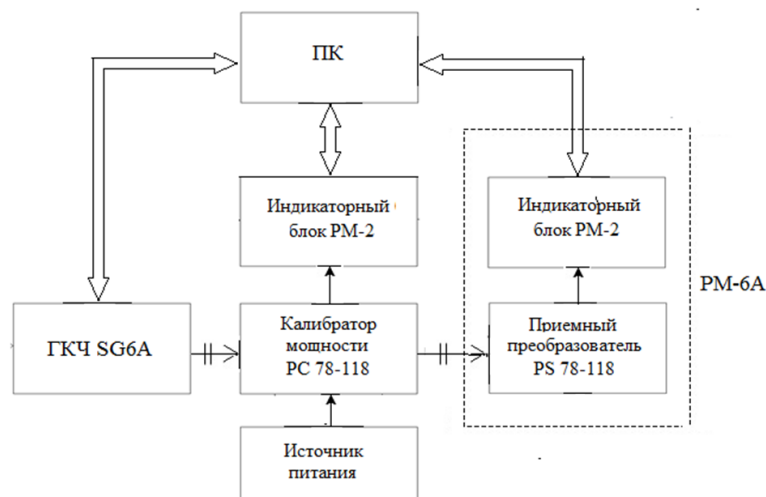 ПК
Индикаторный
блок РМ-2
Индикаторный
блок РМ-2
РМ-6А
ГКЧ SG6A
Калибратор
мощности
PC 78-118
Приемный
преобразователь
PS 78-118
Источник
питания